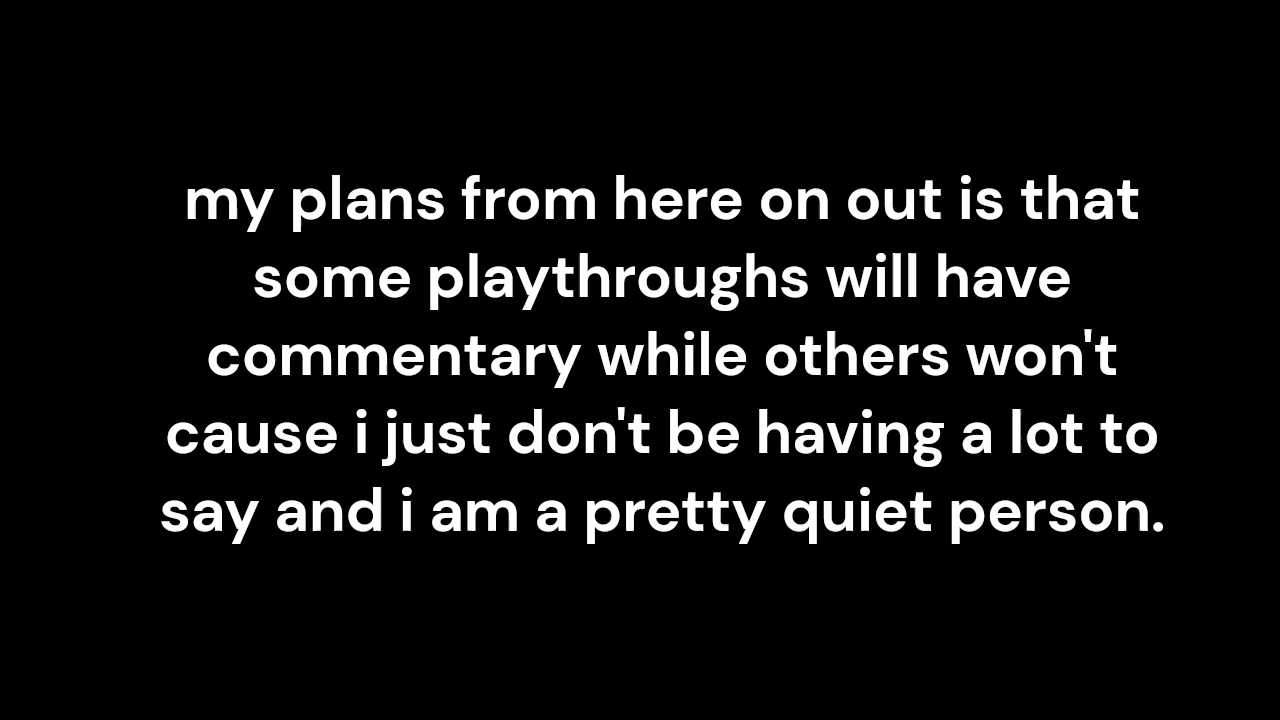 my plans from here on out is that
some playthroughs will have
commentary while others won't
cause i just don't be having a lot to
say and i am a pretty quiet person.